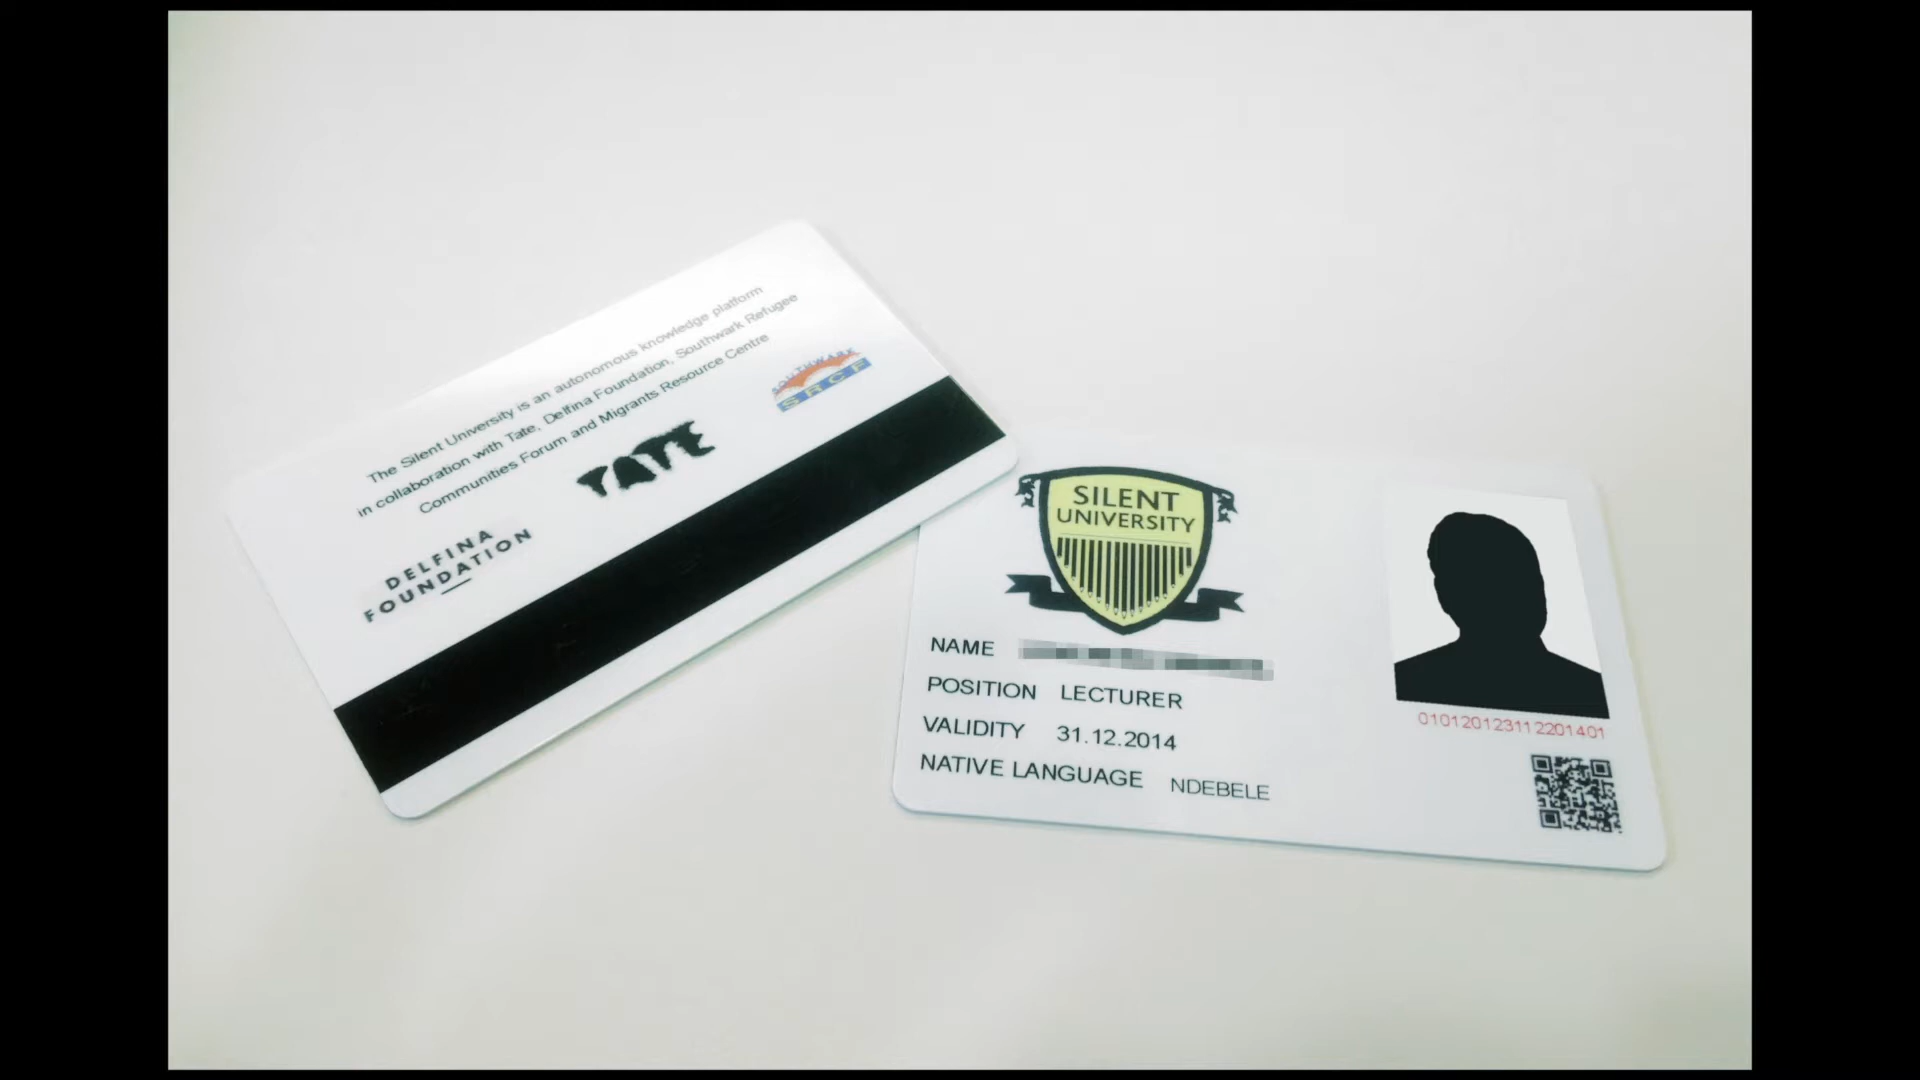 The Silent University is an autonomous knowledge platform
in collaboration with Tate, Delfina Foundation, Southwark Refugee
Communities Forum and Migrants Resource Centre
DELFINA
FOUNDATION
TATE
SOUTHWARK
SRCF
SILENT
UNIVERSITY
NAME
POSITION LECTURER
VALIDITY 31.12.2014
NATIVE LANGUAGE NDEBELE
010120123112201401